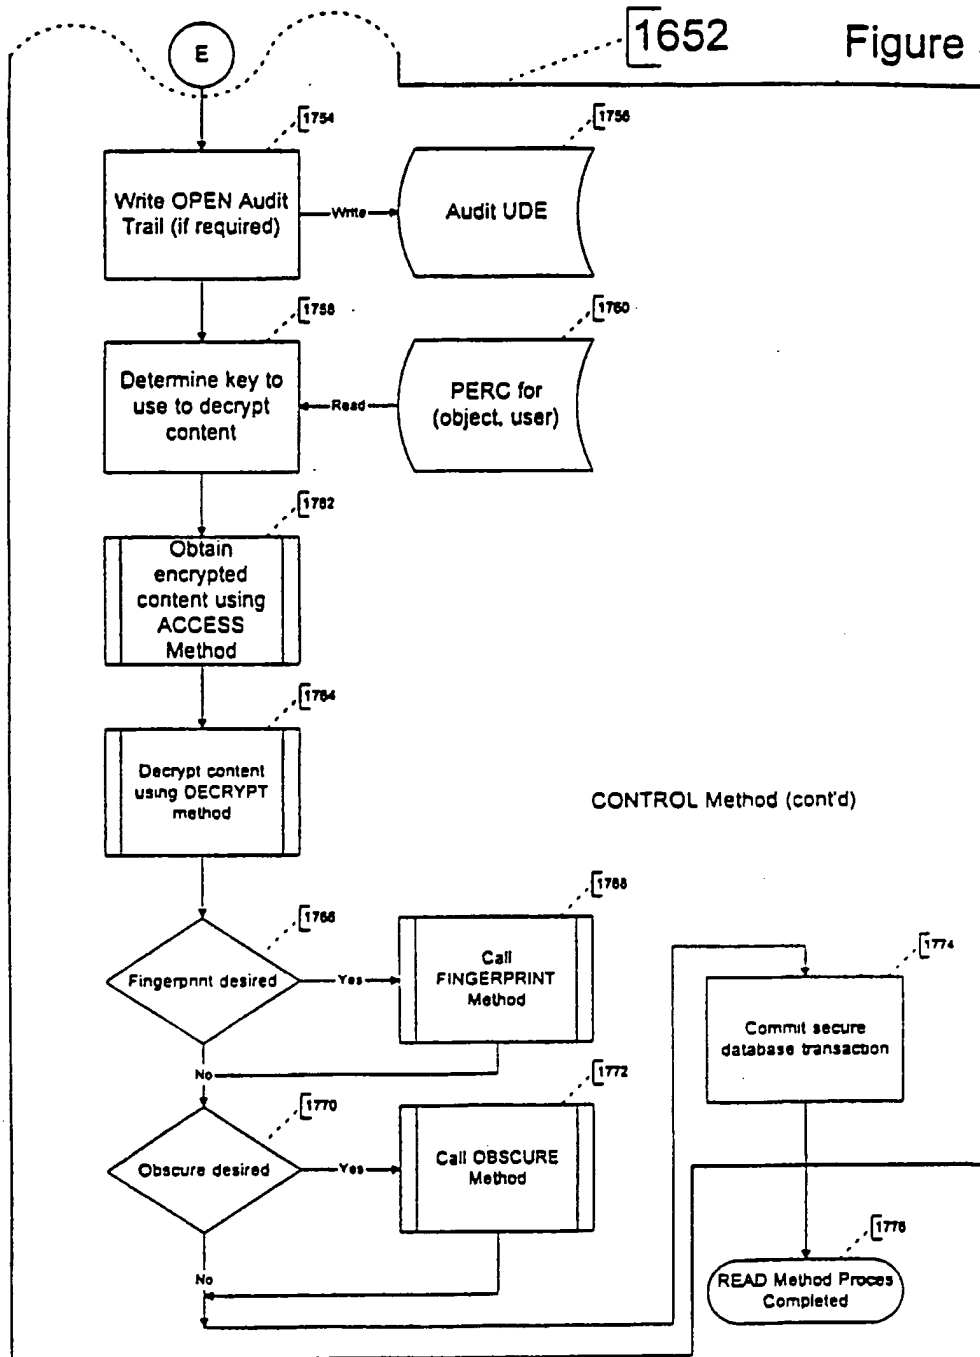 1652
Figure
E
1754
Write OPEN Audit
Trail (if required)
Write
1756
Audit UDE
1758
Determine key to
use to decrypt
content
Read
1760
PERC for
(object, user)
1762
Obtain
encrypted
content using
ACCESS
Method
1764
Decrypt content
using DECRYPT
method
CONTROL Method (cont'd)
1766
Fingerprint desired
Yes
No
1768
Call
FINGERPRINT
Method
1770
Obscure desired
Yes
No
1772
Call OBSCURE
Method
1774
Commit secure
database transaction
1776
READ Method Proces
Completed